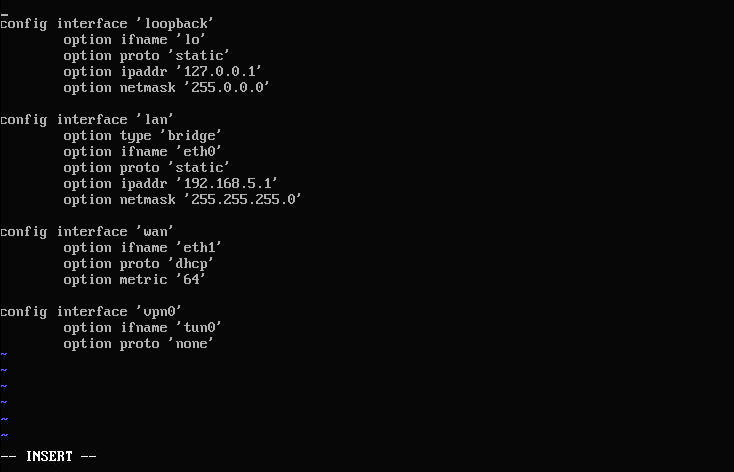 config interface 'loopback'
        option ifname 'lo'
        option proto 'static'
        option ipaddr '127.0.0.1'
        option netmask '255.0.0.0'

config interface 'lan'
        option type 'bridge'
        option ifname 'eth0'
        option proto 'static'
        option ipaddr '192.168.5.1'
        option netmask '255.255.255.0'

config interface 'wan'
        option ifname 'eth1'
        option proto 'dhcp'
        option metric '64'

config interface 'vpn0'
        option ifname 'tun0'
        option proto 'none'
~
~
~
~
~
~
-- INSERT --